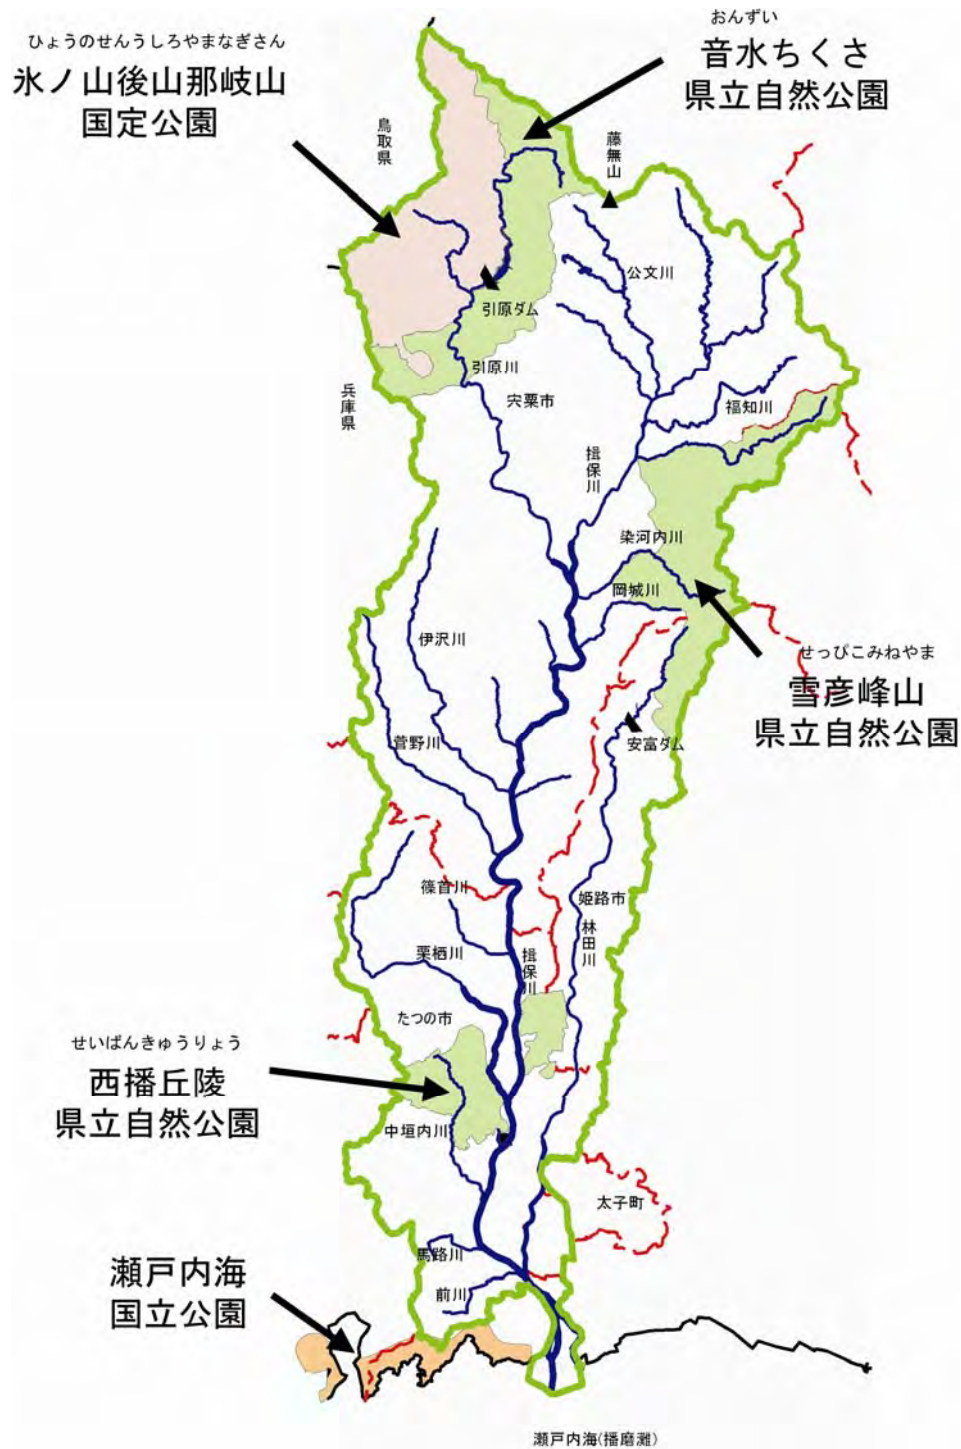 おんずい
音水ちくさ
県立自然公園
ひょうのせんうしろやまなぎさん
氷ノ山後山那岐山
国定公園
鳥取県
藤無山
公文川
引原ダム
引原川
兵庫県
宍粟市
福知川
揖保川
染河内川
岡城川
伊沢川
せっぴこみねやま
雪彦峰山
県立自然公園
菅野川
安富ダム
篠首川
姫路市
林田川
栗栖川
揖保川
たつの市
せいばんきゅうりょう
西播丘陵
県立自然公園
中垣内川
太子町
馬路川
瀬戸内海
国立公園
前川
瀬戸内海(播磨灘)